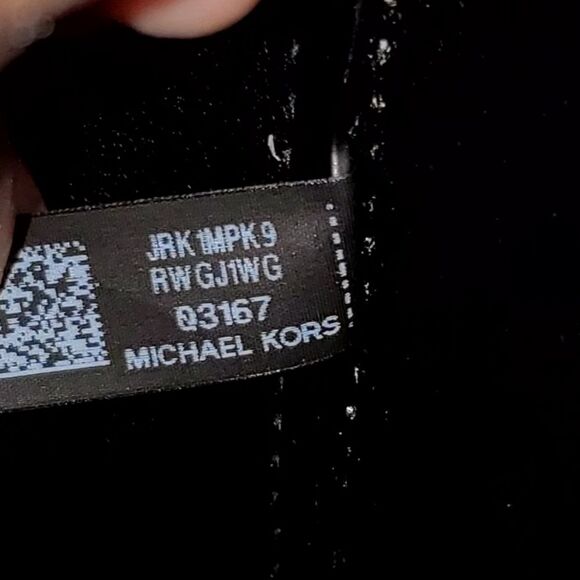 JRK1MPK9
RWGJ1WG
Q3167
MICHAEL KORS